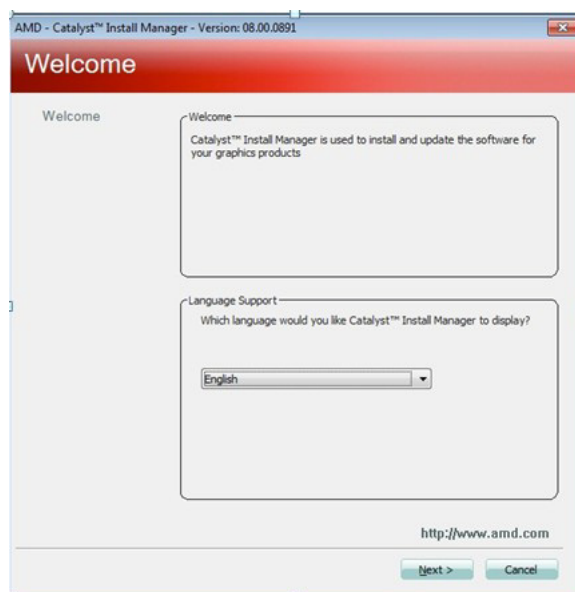 AMD - Catalyst™ Install Manager - Version: 08.00.0891
Welcome
Welcome
Welcome
Catalyst™ Install Manager is used to install and update the software for
your graphics products
Language Support
Which language would you like Catalyst™ Install Manager to display?
English
http://www.amd.com
Next >
Cancel